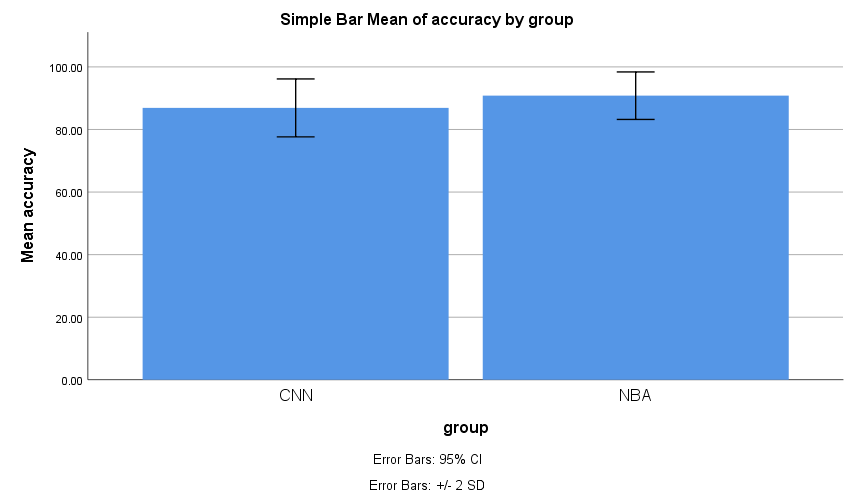 Simple Bar Mean of accuracy by group
Mean accuracy
100.00
80.00
60.00
40.00
20.00
0.00
CNN NBA
group
Error Bars: 95% CI
Error Bars: +/- 2 SD